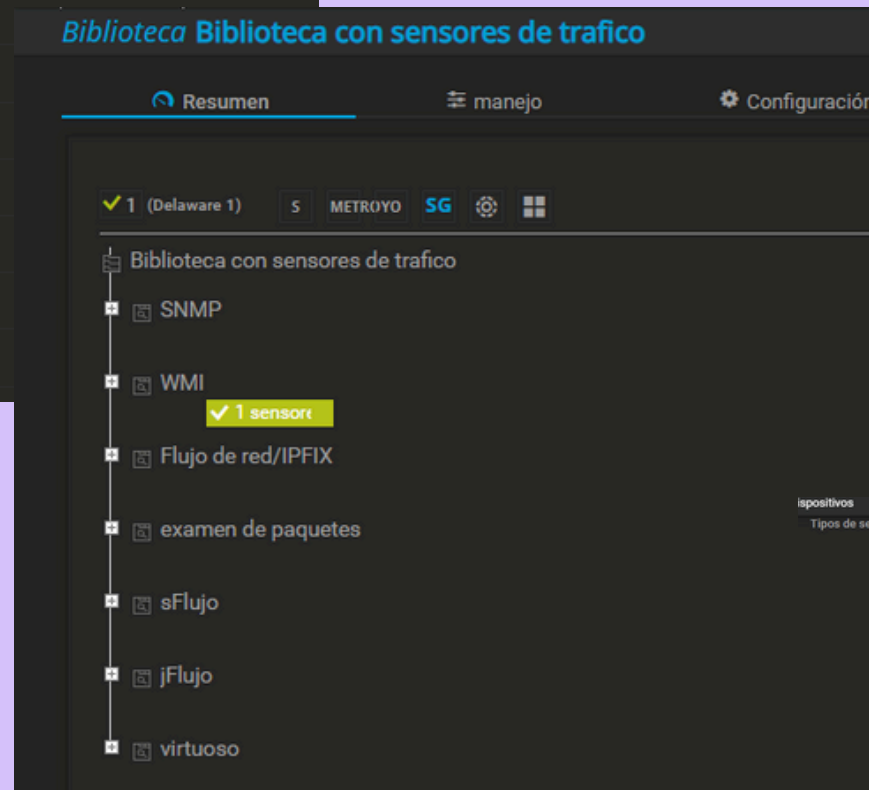 Biblioteca Biblioteca con sensores de trafico
Resumen manejo Configuración
1 (Delaware 1) S METROYO SG
Biblioteca con sensores de trafico
SNMP
WMI
1 sensore
Flujo de red/IPFIX
ispositivos
Tipos de se
examen de paquetes
sFlujo
jFlujo
virtuoso